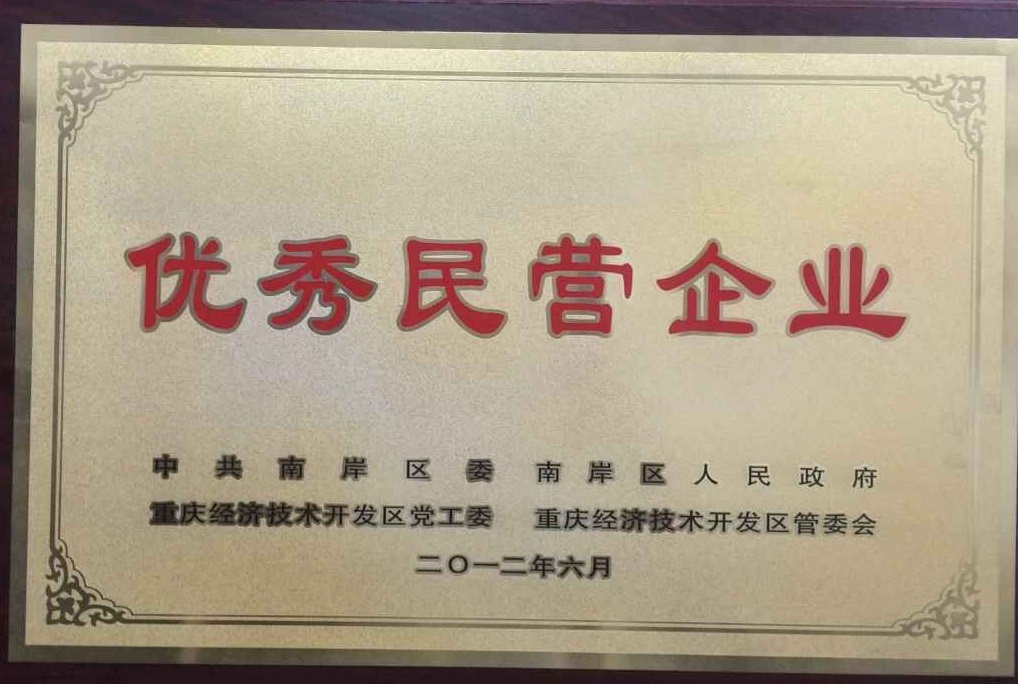 优秀民营企业
中共南岸区委 南岸区人民政府
重庆经济技术开发区党工委 重庆经济技术开发区管委会
二〇一二年六月